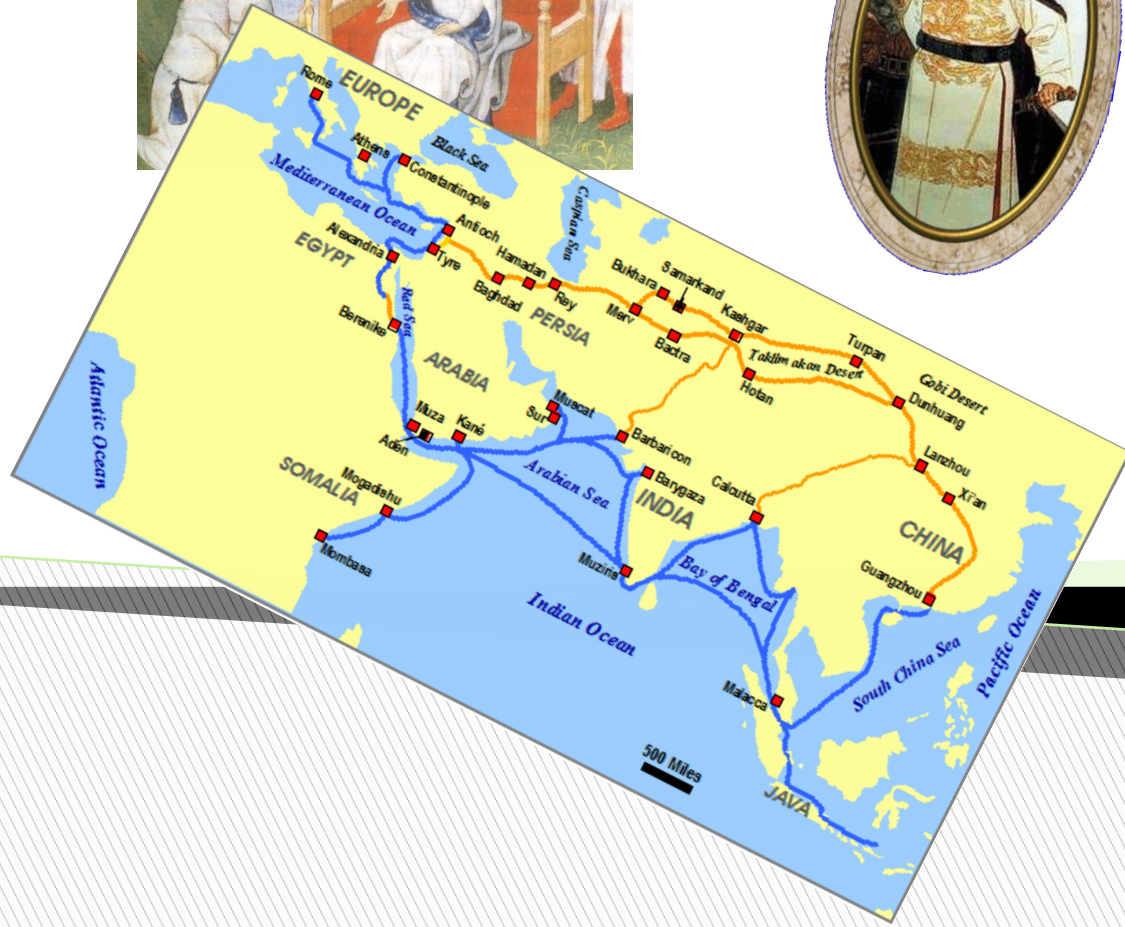 Rome
EUROPE
Athens
Black Sea
Constantinople
Mediterranean Ocean
Caspian Sea
Antioch
Alexandria
EGYPT
Tyre
Hamadan
Baghdad
Rey
Bukhara
Samarkand
Merv
Kashgar
Bactra
PERSIA
Red Sea
Berenike
Turpan
Taklimakan Desert
Hotan
Gobi Desert
Dunhuang
ARABIA
Atlantic Ocean
Muscat
Sur
Muza
Kané
Aden
Barbaricon
Lanzhou
Arabian Sea
Barygaza
Calcutta
Xi'an
SOMALIA
Mogadishu
INDIA
CHINA
Mombasa
Muziris
Bay of Bengal
Guangzhou
Indian Ocean
Pacific Ocean
South China Sea
Malacca
500 Miles
JAVA